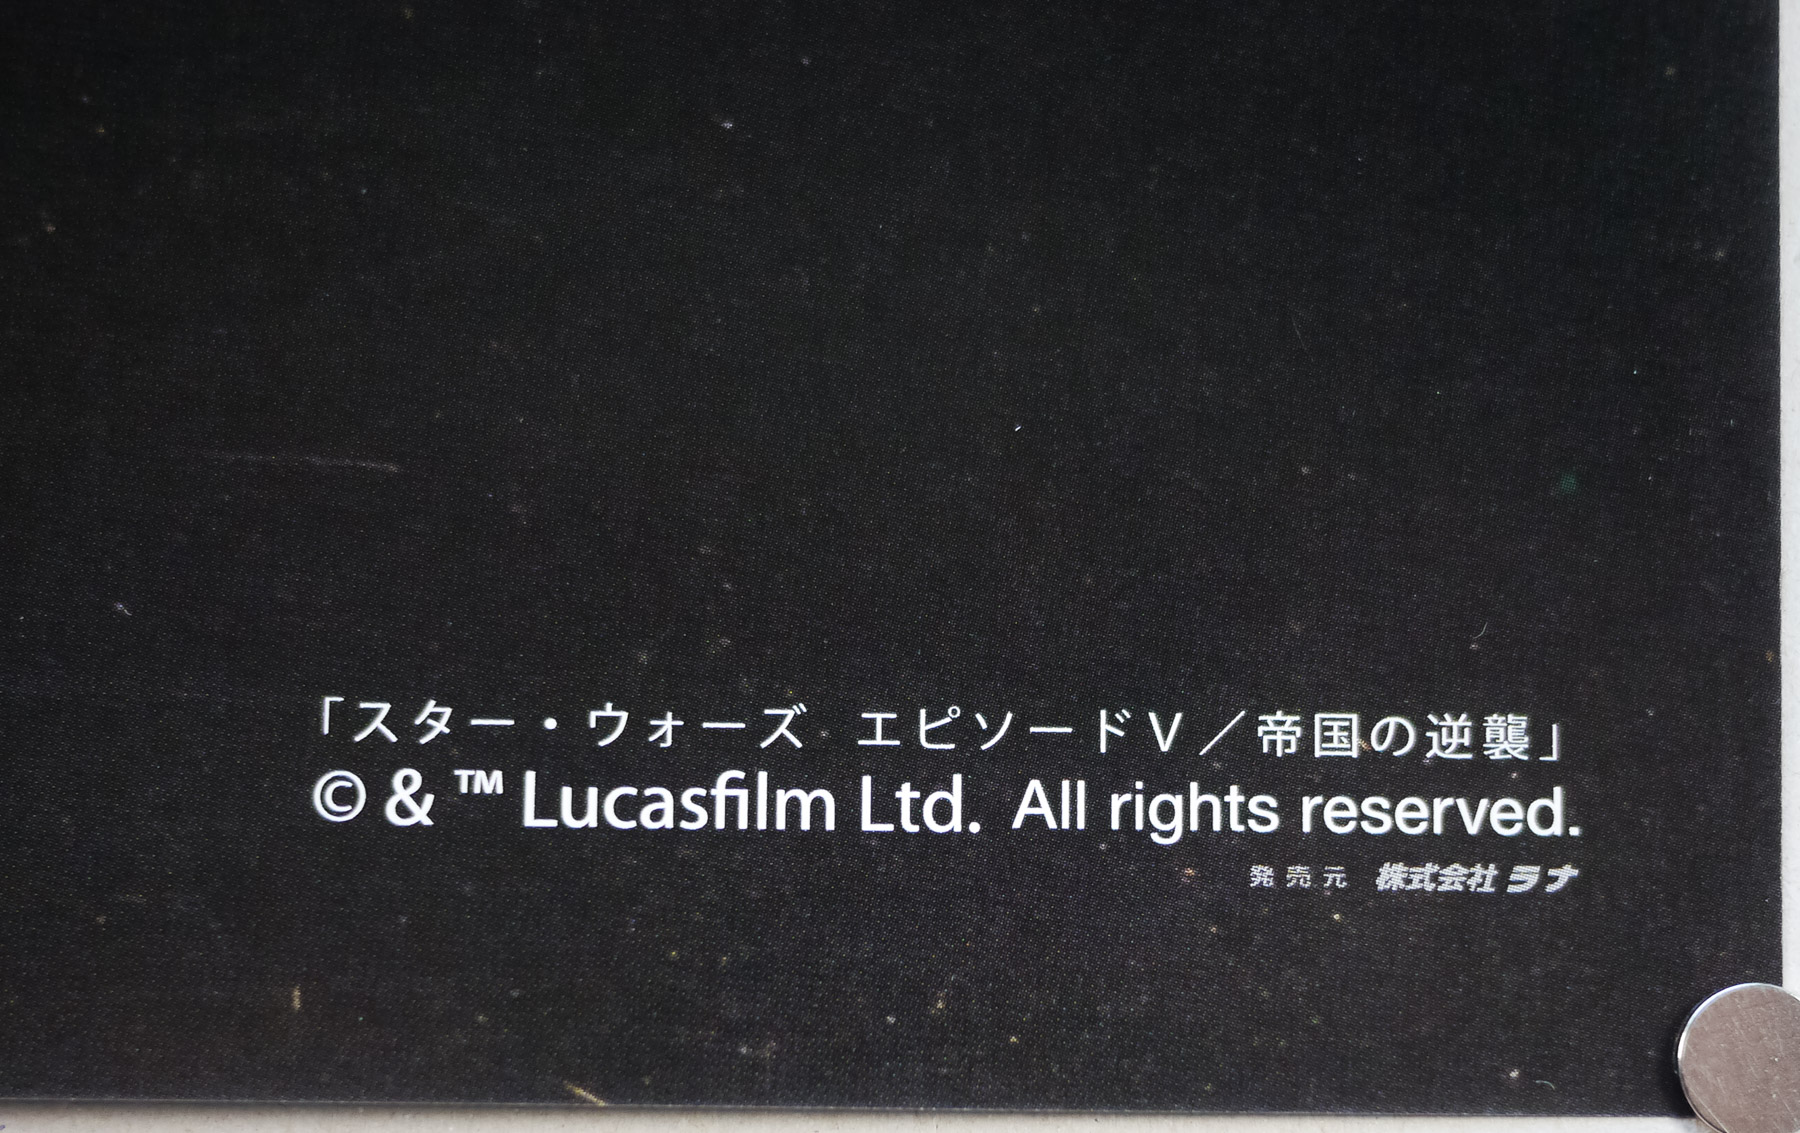 「スター・ウォーズ　エピソードⅤ／帝国の逆襲」
© & ™ Lucasfilm Ltd. All rights reserved.
発売元 株式会社 ラナ